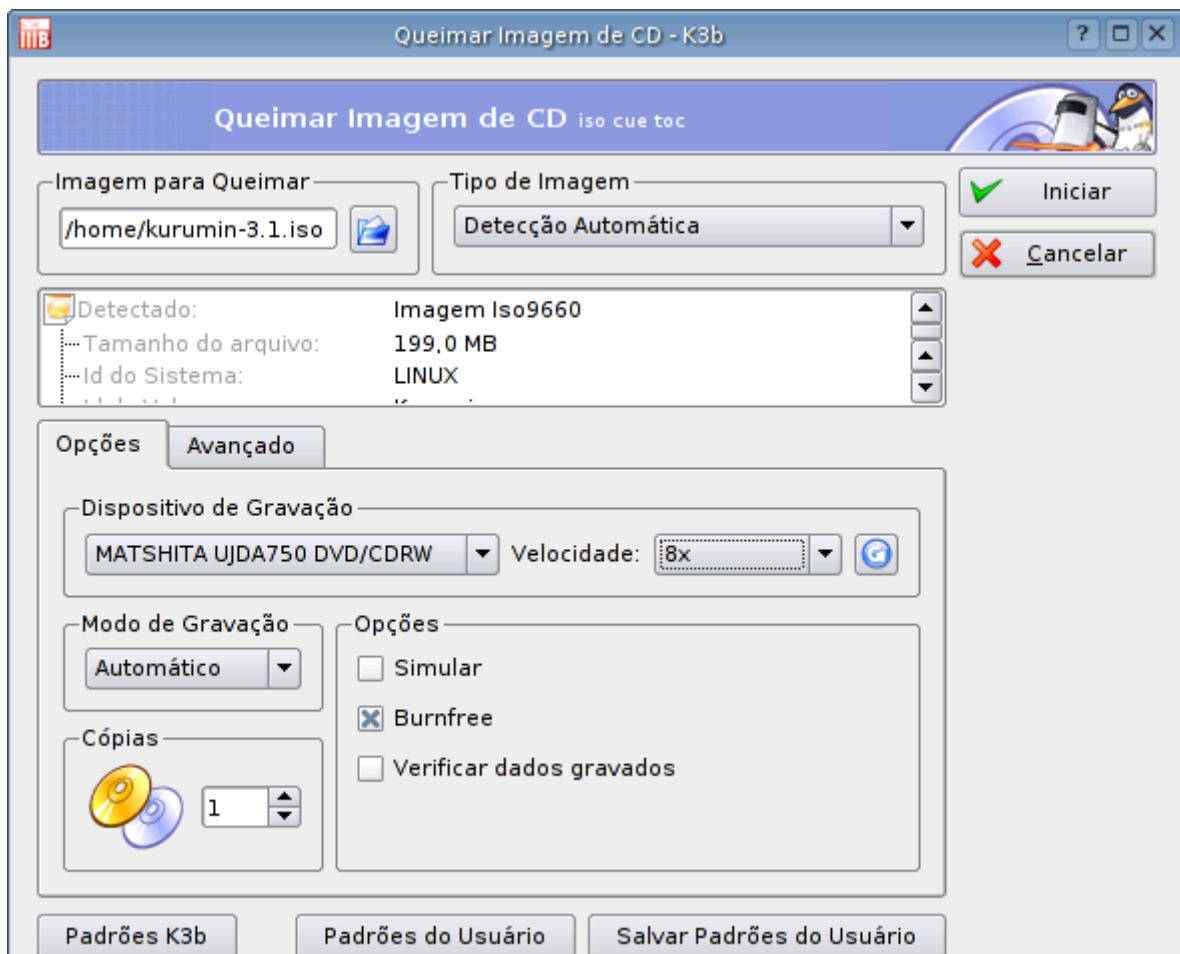 Queimar Imagem de CD - K3b
Queimar Imagem de CD iso cue toc
Imagem para Queimar
Tipo de Imagem
/home/kurumin-3.1.iso
Detecção Automática
Iniciar
Cancelar
Detectado: Imagem Iso9660
Tamanho do arquivo: 199,0 MB
Id do Sistema: LINUX
Opções
Avançado
Dispositivo de Gravação
MATSHITA UJDA750 DVD/CDRW
Velocidade: 8x
Modo de Gravação
Automático
Opções
Simular
Burnfree
Verificar dados gravados
Cópias
1
Padrões K3b
Padrões do Usuário
Salvar Padrões do Usuário